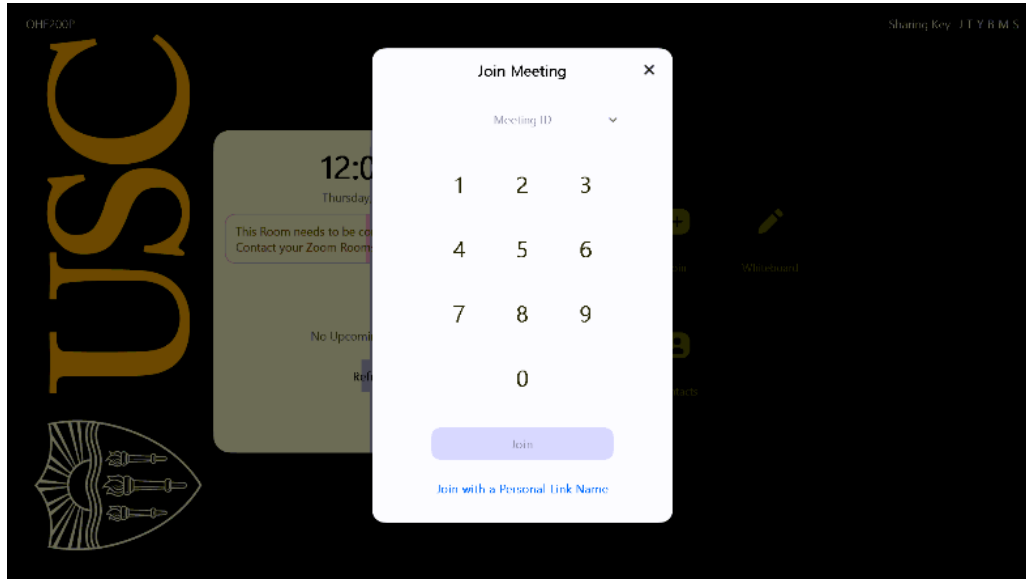 Sharing Key J T Y B M S
USC
Join Meeting
Meeting ID
1 2 3
4 5 6
7 8 9
0
Join
Join with a Personal Link Name
12:0
Thursday,
This Room needs to be co
Contact your Zoom Room
No Upcomi
Refr
Whiteboard
ntacts